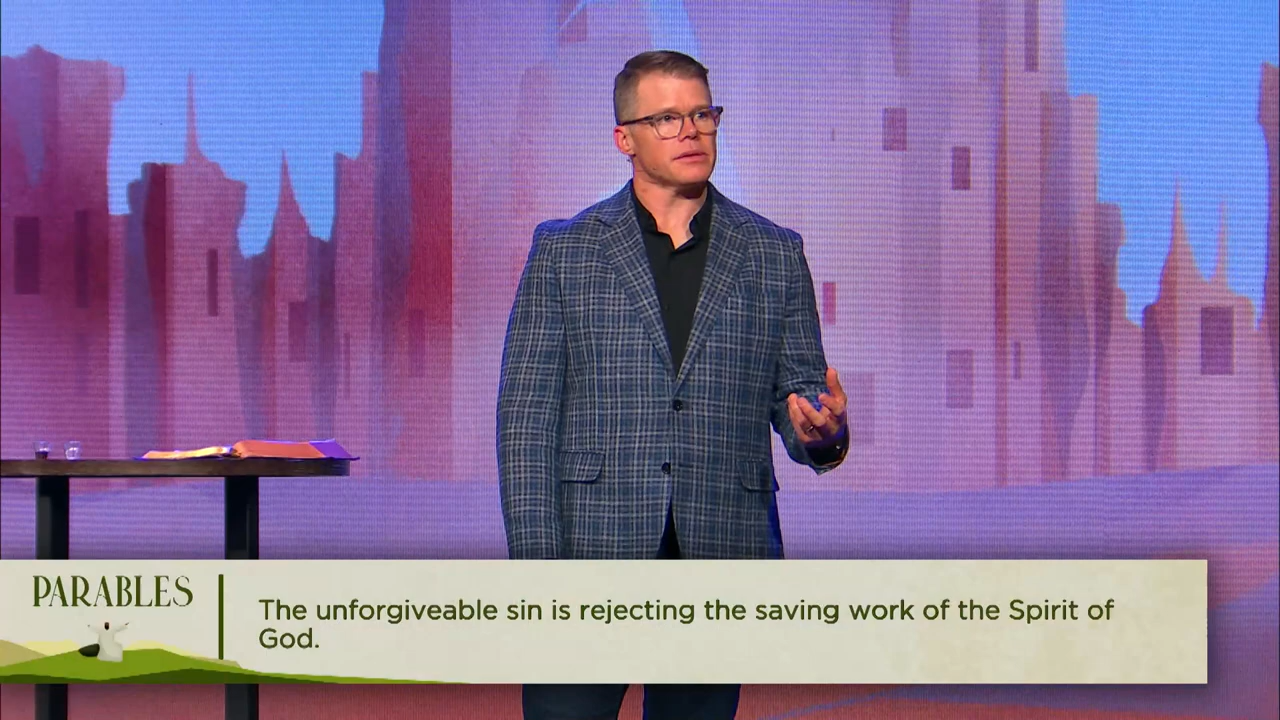 PARABLES
The unforgiveable sin is rejecting the saving work of the Spirit of
God.